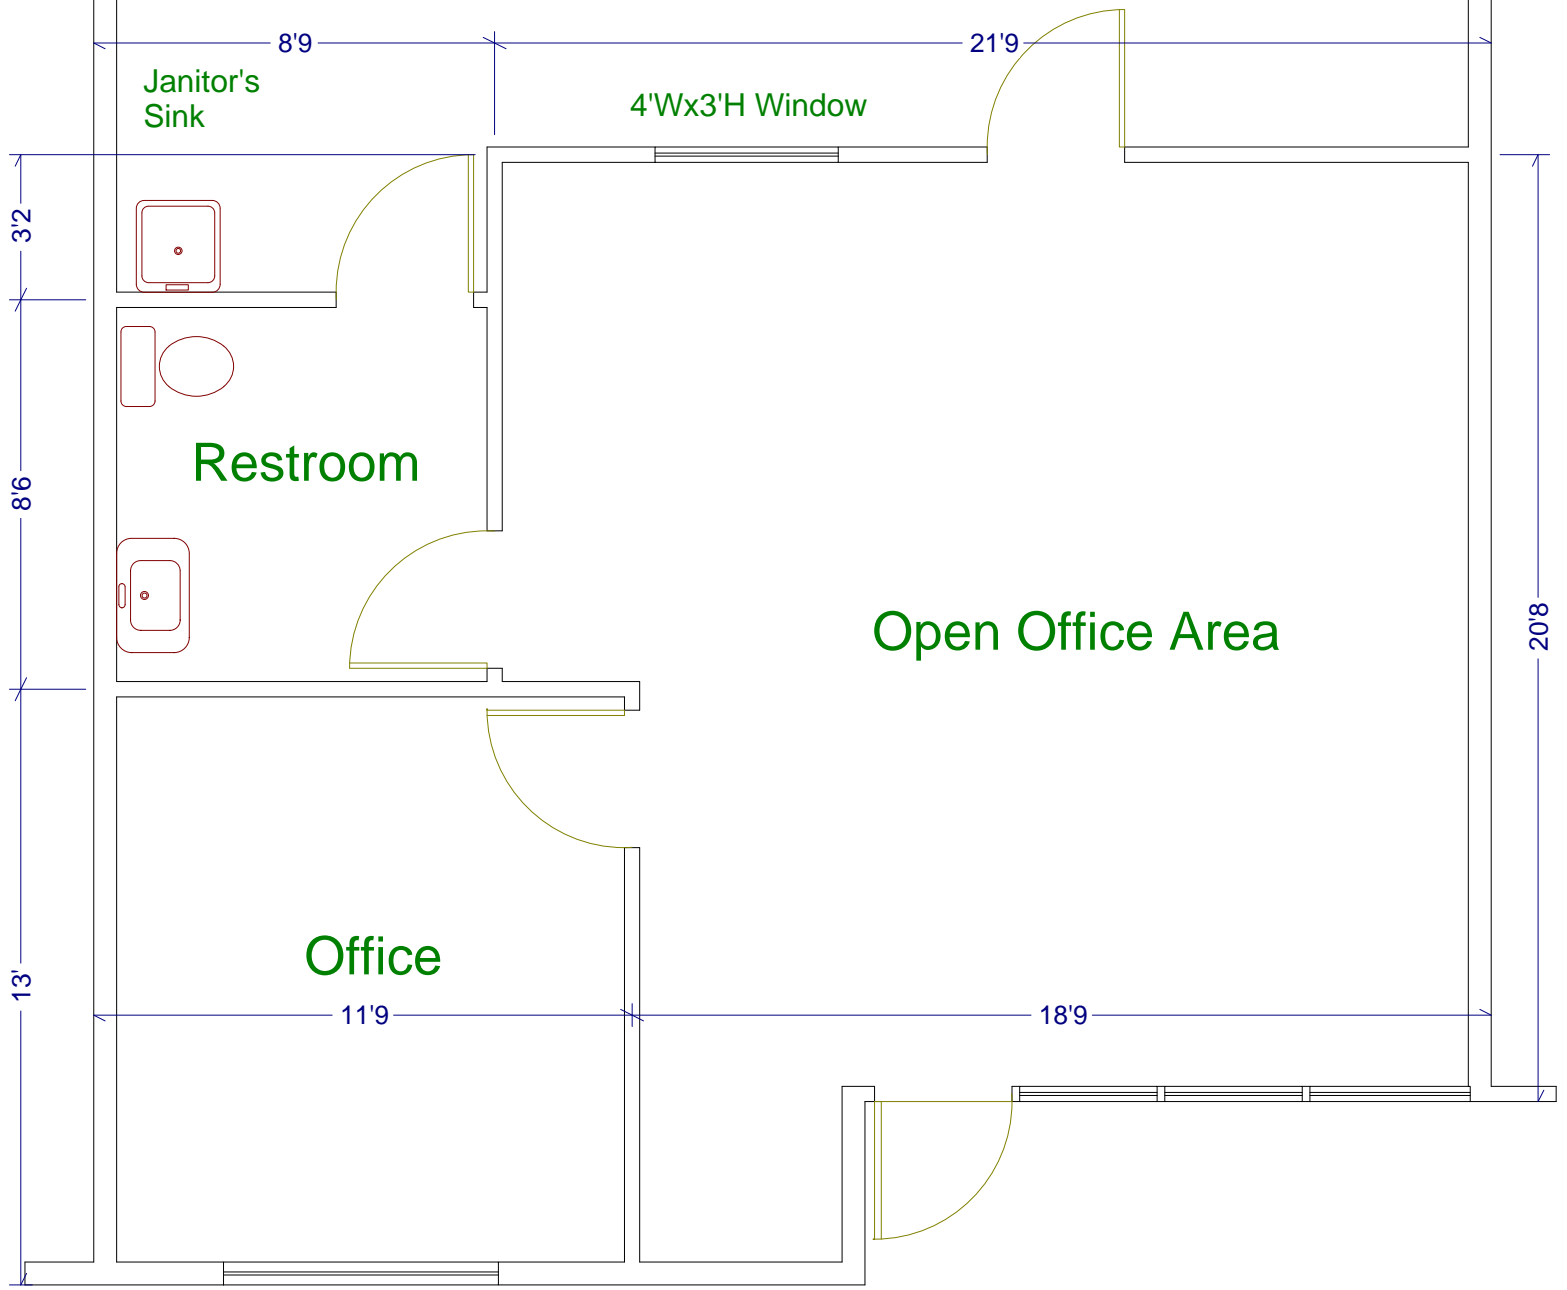 8'9
21'9
Janitor's
Sink
4'Wx3'H Window
3'2
Restroom
8'6
Open Office Area
20'8
Office
13'
11'9
18'9